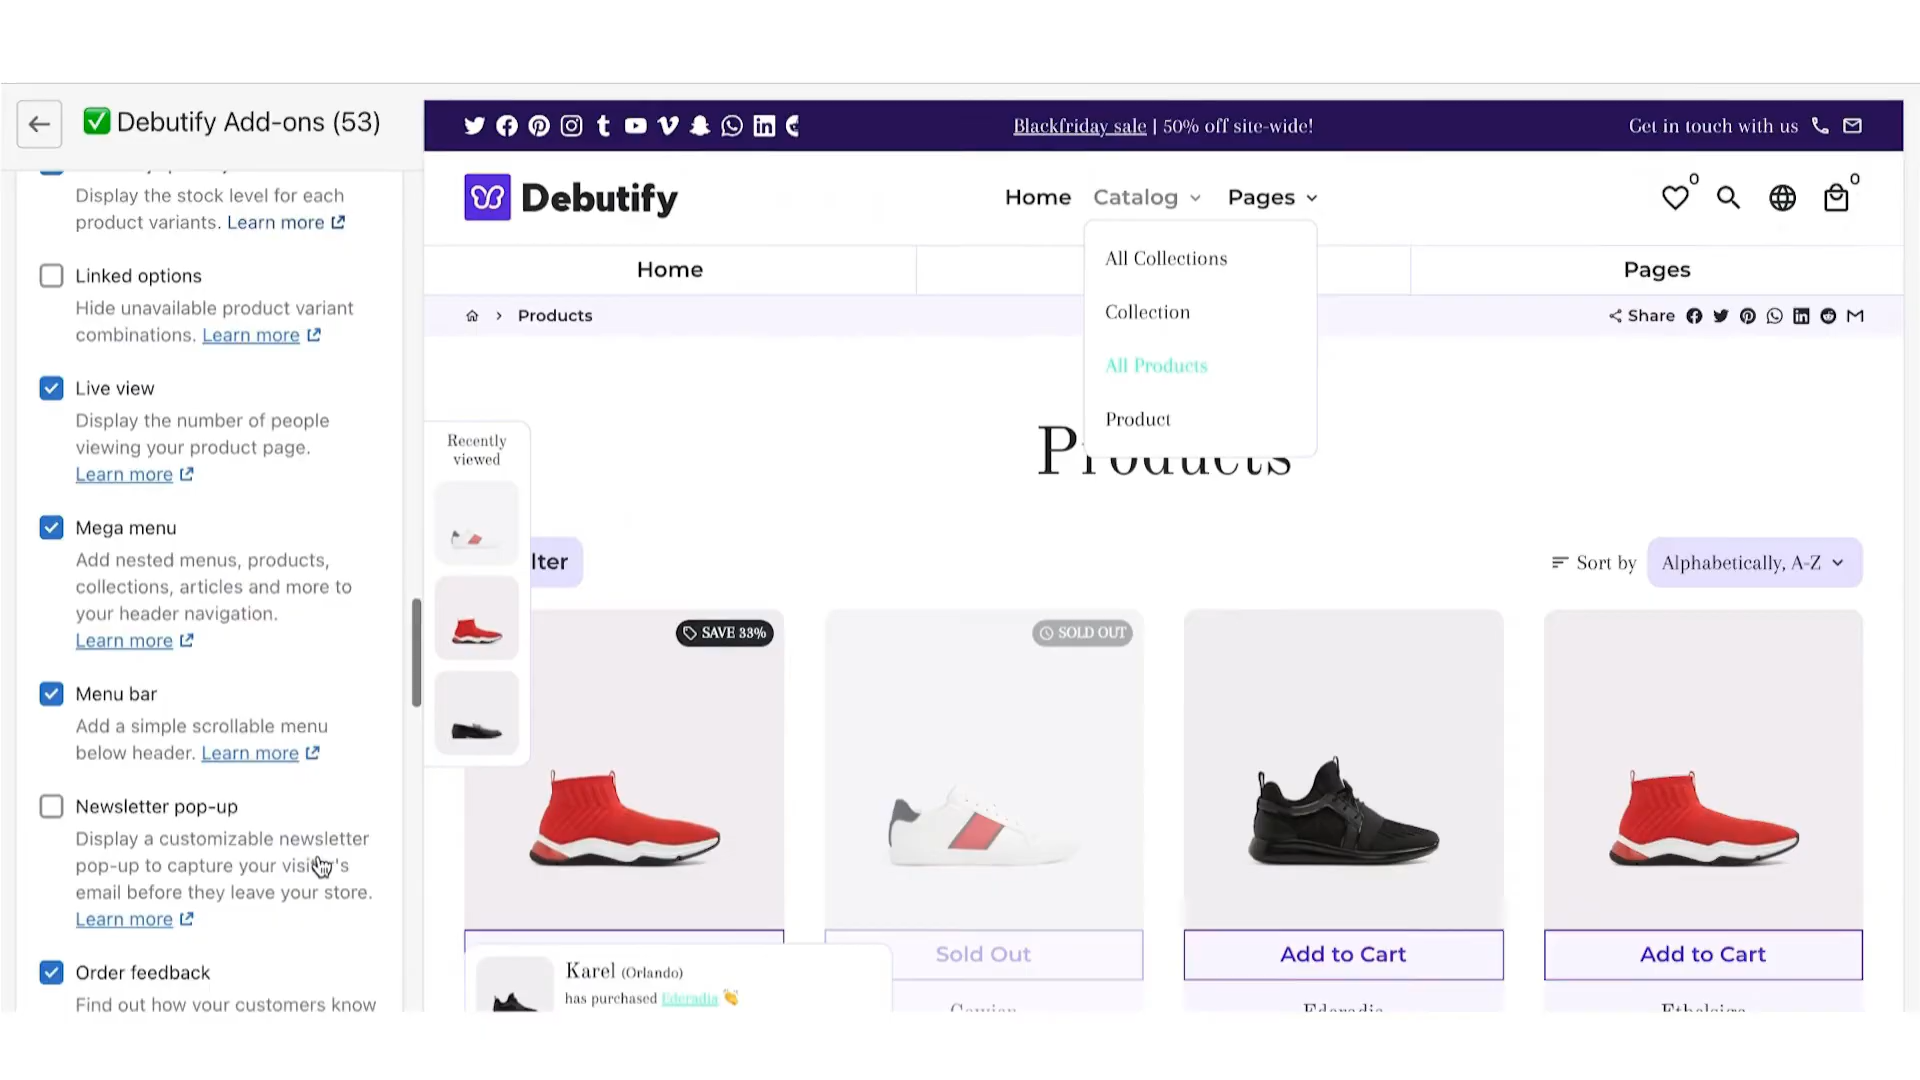 Debutify Add-ons (53)
Display the stock level for each
product variants. Learn more
Linked options
Hide unavailable product variant
combinations. Learn more
Live view
Display the number of people
viewing your product page.
Learn more
Mega menu
Add nested menus, products,
collections, articles and more to
your header navigation.
Learn more
Menu bar
Add a simple scrollable menu
below header. Learn more
Newsletter pop-up
Display a customizable newsletter
pop-up to capture your visitor's
email before they leave your store.
Learn more
Order feedback
Find out how your customers know
Blackfriday sale | 50% off site-wide!
Get in touch with us
Debutify
Home Catalog Pages
0
0
All Collections
Collection
All Products
Product
Home
Pages
Products
Share
Products
Recently
viewed
lter
Sort by Alphabetically, A-Z
SAVE 33%
SOLD OUT
Sold Out
Add to Cart
Add to Cart
Karel (Orlando)
has purchased Ederadia
Ederadia